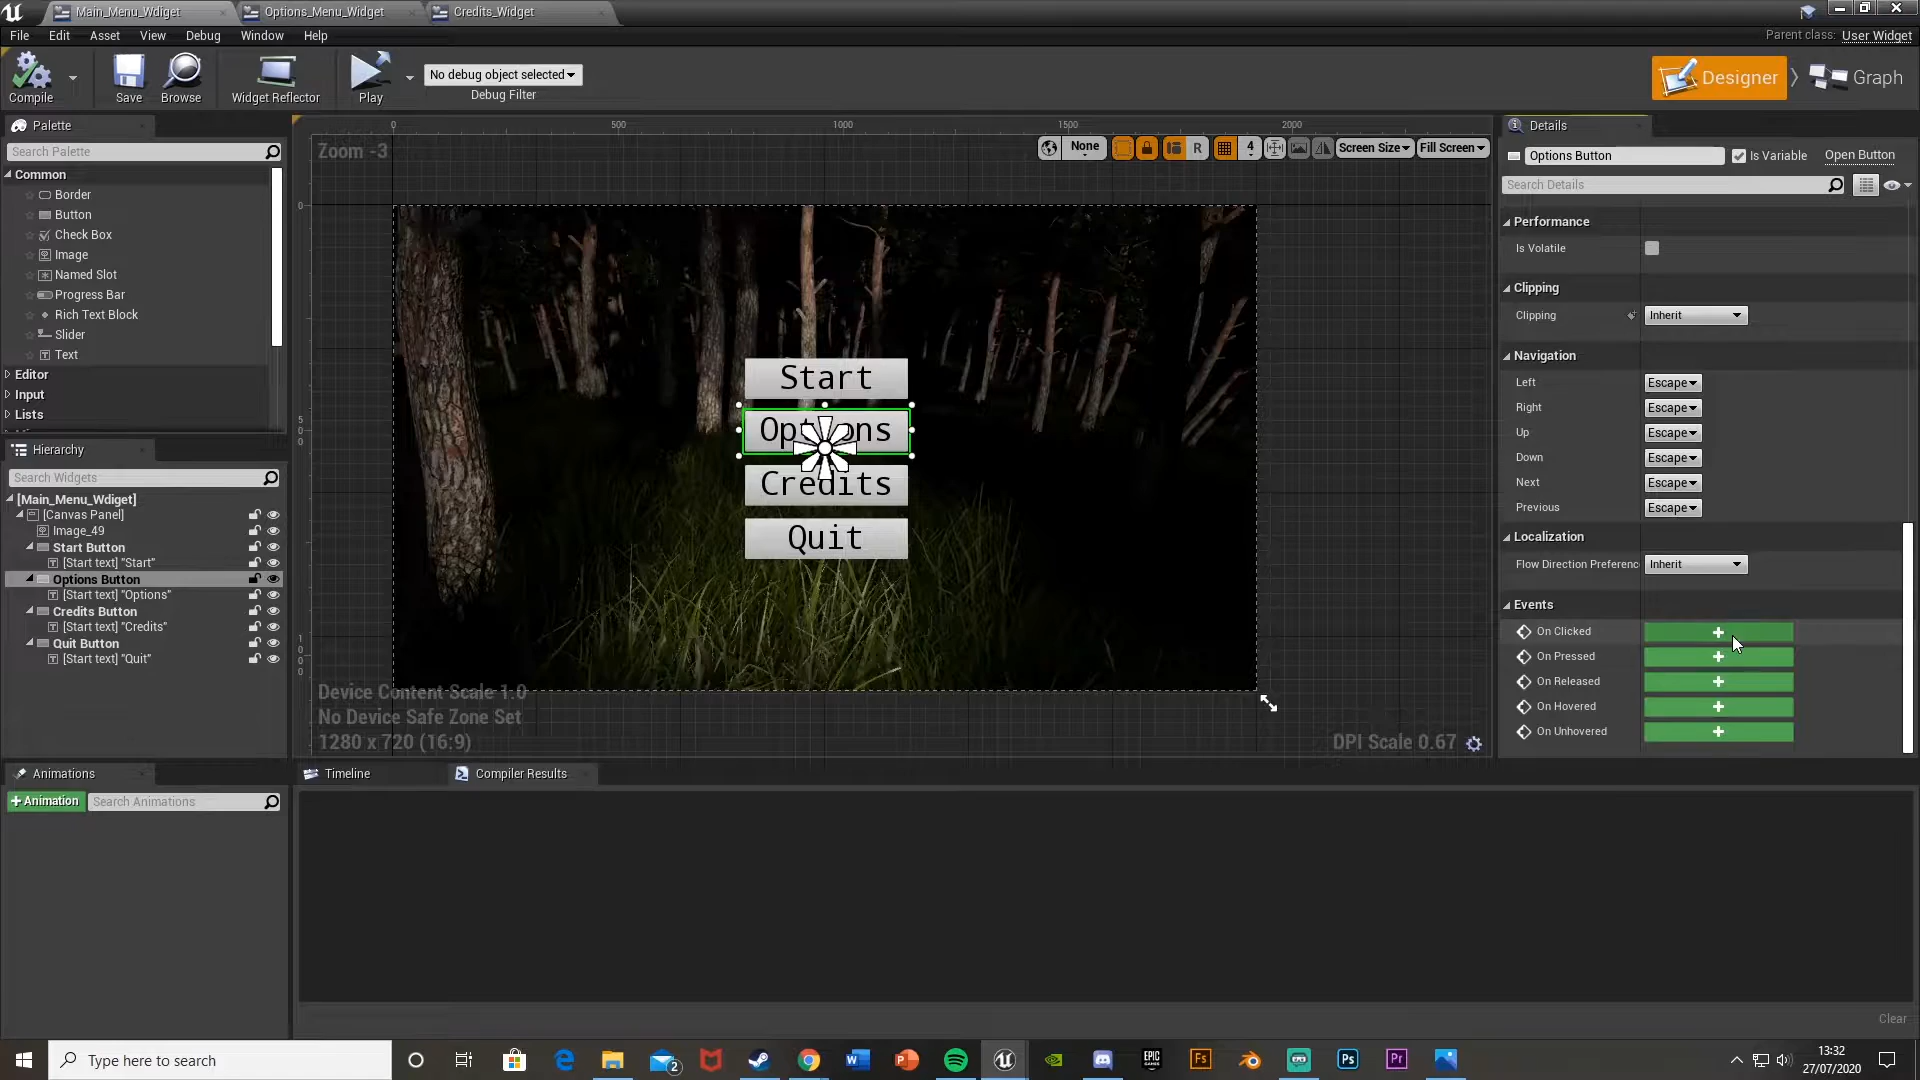 Main_Menu_Wdiget
Options_Menu_Widget
Credits_Widget
File Edit Asset View Debug Window Help
Parent class: User Widget
Compile
Save
Browse
Widget Reflector
Play
No debug object selected
Debug Filter
Designer
Graph
Palette
Search Palette
Common
Border
Button
Check Box
Image
Named Slot
Progress Bar
Rich Text Block
Slider
Text
Editor
Input
Lists
Hierarchy
Search Widgets
[Main_Menu_Wdiget]
[Canvas Panel]
Image_49
Start Button
[Start text] "Start"
Options Button
[Start text] "Options"
Credits Button
[Start text] "Credits"
Quit Button
[Start text] "Quit"
Animations
+Animation
Search Animations
0 500 1000 1500 2000
Zoom -3
None
R
4
Screen Size
Fill Screen
0
500
1000
Start
Options
Credits
Quit
Device Content Scale 1.0
No Device Safe Zone Set
1280 x 720 (16:9)
DPI Scale 0.67
Timeline
Compiler Results
Clear
Details
Options Button
Is Variable
Open Button
Search Details
Performance
Is Volatile
Clipping
Clipping Inherit
Navigation
Left Escape
Right Escape
Up Escape
Down Escape
Next Escape
Previous Escape
Localization
Flow Direction Preferenc Inherit
Events
On Clicked
On Pressed
On Released
On Hovered
On Unhovered
Type here to search
2
EPIC GAMES
Fs
Ps
Pr
13:32
27/07/2020